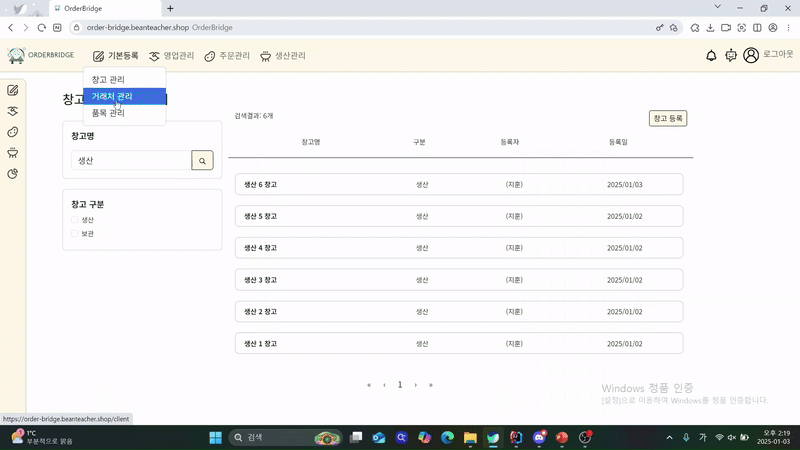 OrderBridge
order-bridge.beanteacher.shop OrderBridge
ORDERBRIDGE
기본등록
영업관리
주문관리
생산관리
로그아웃
창고 관리
거래처 관리
품목 관리
창고
검색결과: 6개
창고 등록
창고명
생산
창고 구분
생산
보관
창고명 구분 등록자 등록일
생산 6 창고 생산 (지훈) 2025/01/03
생산 5 창고 생산 (지훈) 2025/01/02
생산 4 창고 생산 (지훈) 2025/01/02
생산 3 창고 생산 (지훈) 2025/01/02
생산 2 창고 생산 (지훈) 2025/01/02
생산 1 창고 생산 (지훈) 2025/01/02
« ‹ 1 › »
Windows 정품 인증
[설정]으로 이동하여 Windows를 정품 인증합니다.
https://order-bridge.beanteacher.shop/client
1°C
부분적으로 맑음
검색
가
오후 2:19
2025-01-03